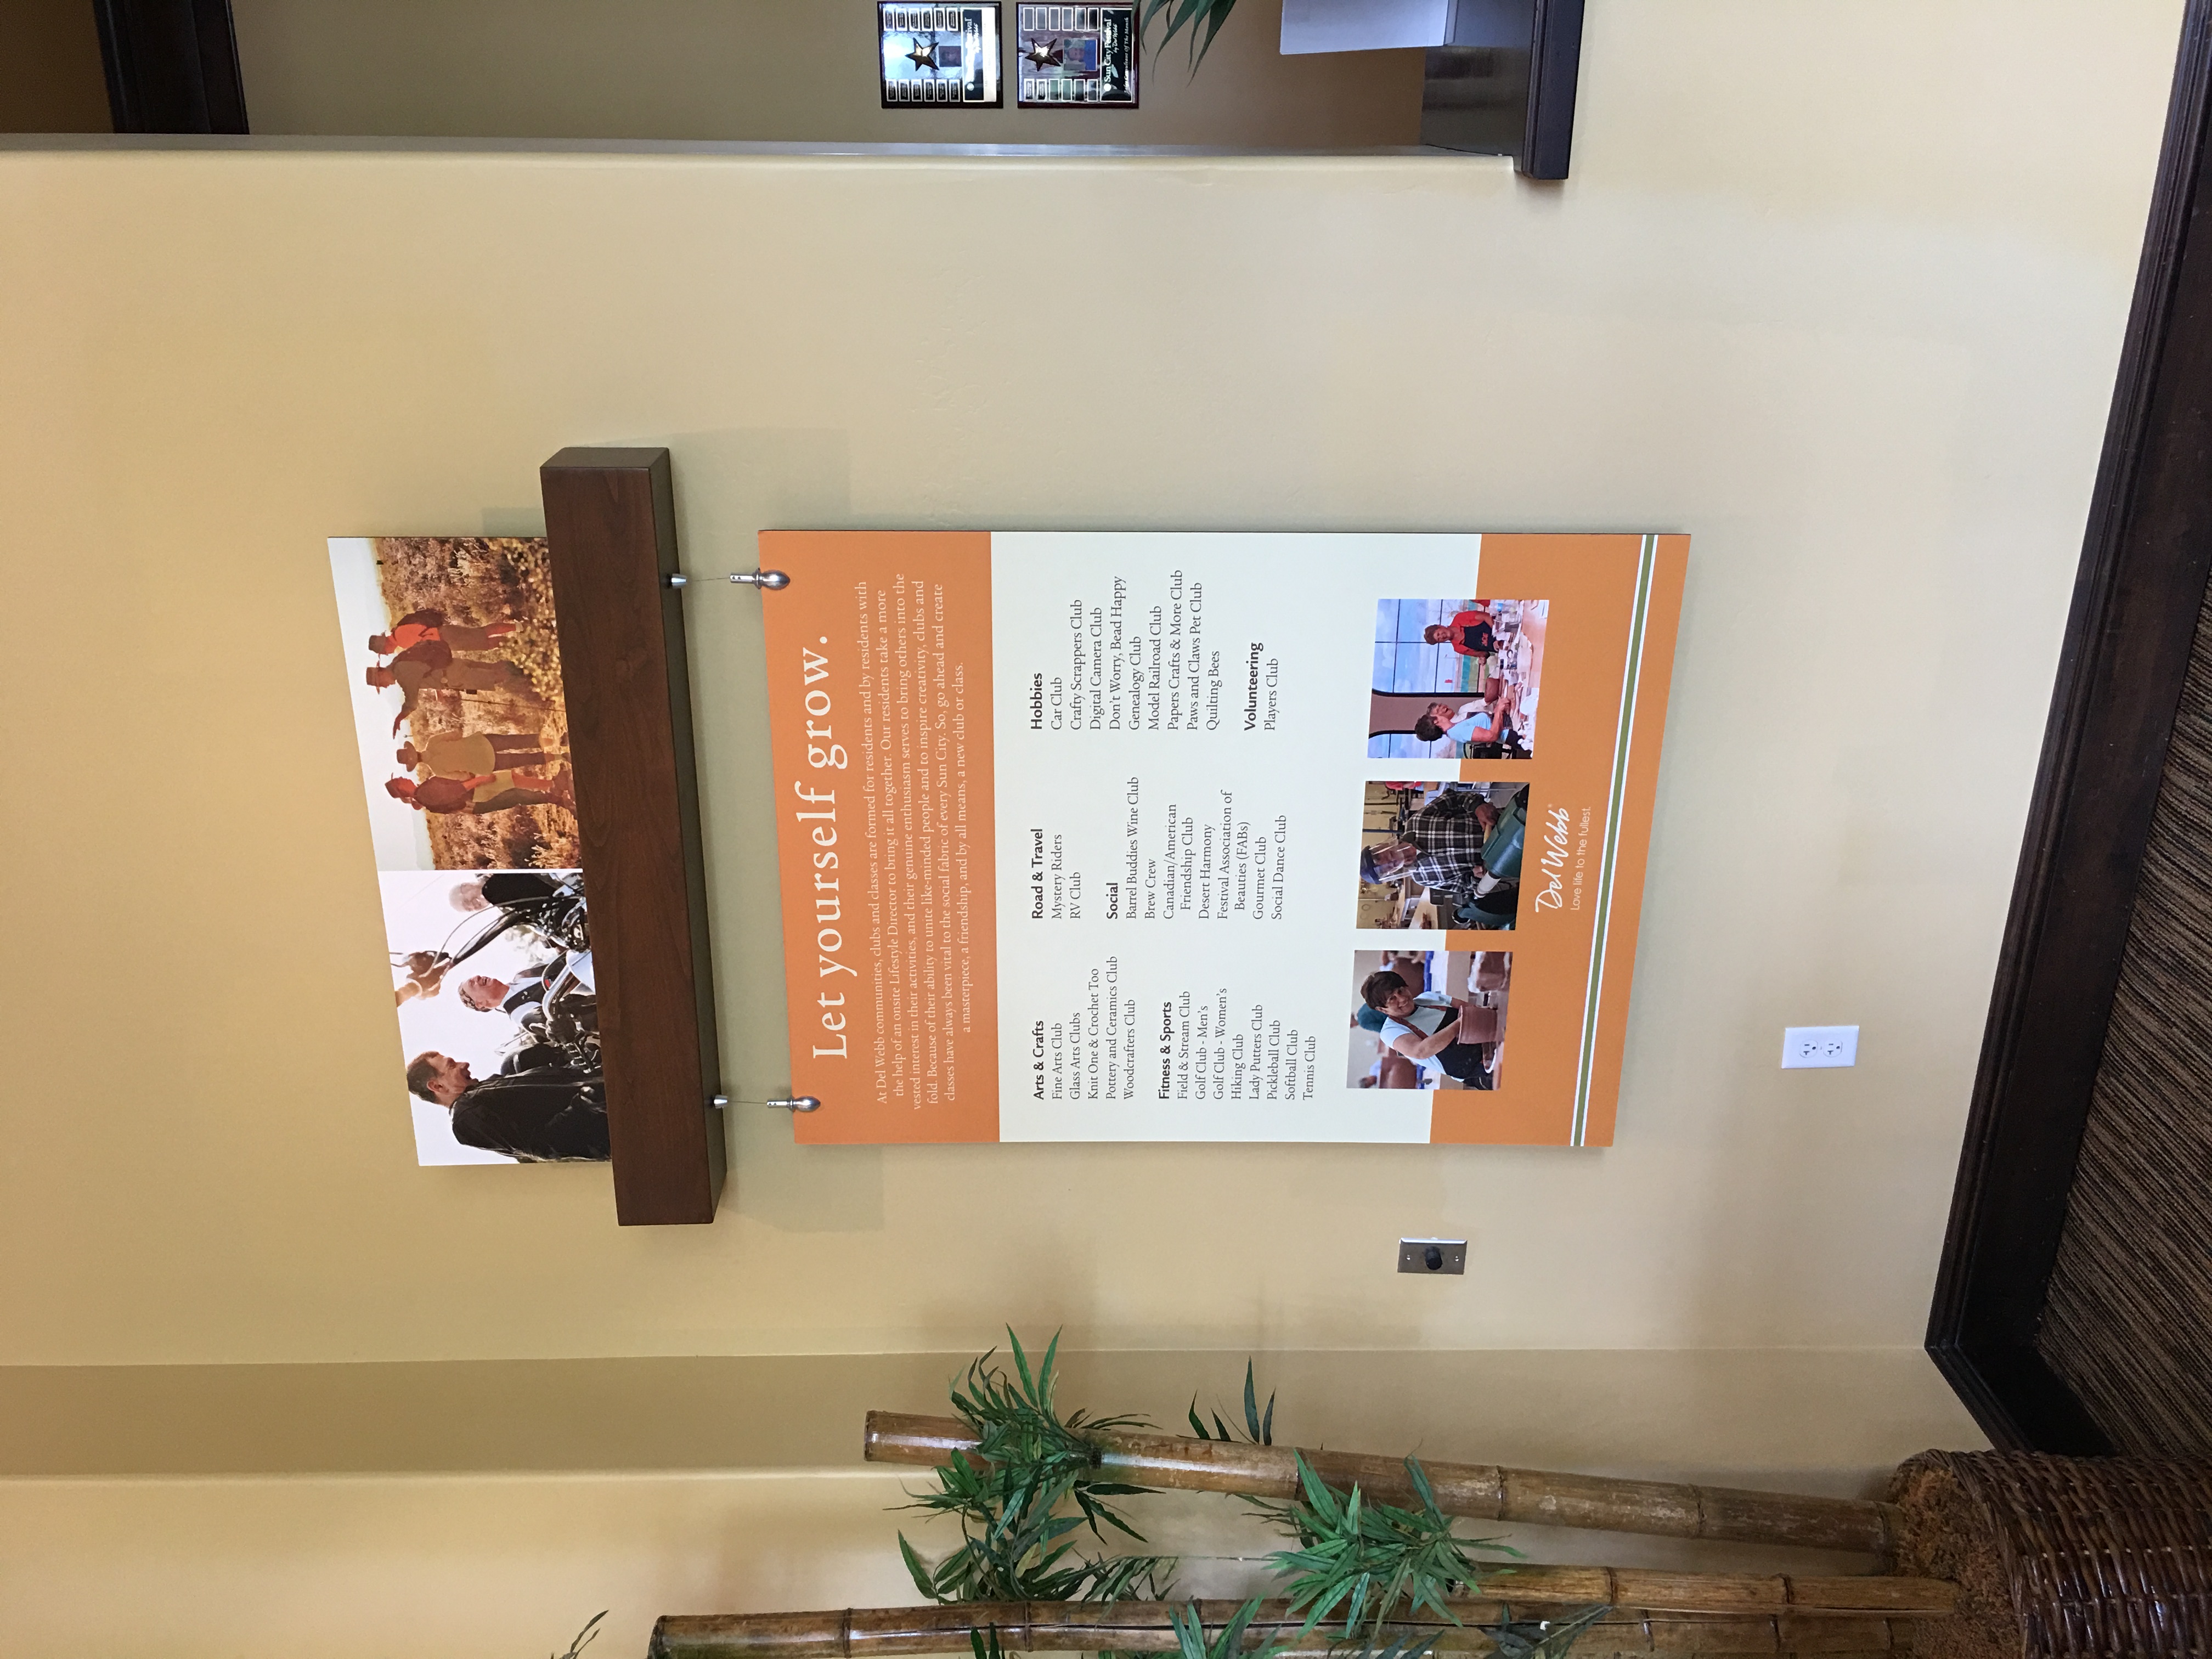 Let yourself grow.
At Del Webb communities, clubs and classes are formed for residents and by residents with
the help of an onsite Lifestyle Director to bring it all together. Our residents take a more
vested interest in their activities, and their genuine enthusiasm serves to bring others into the
fold. Because of their ability to unite like-minded people and to inspire creativity, clubs and
classes have always been vital to the social fabric of every Sun City. So, go ahead and create
a masterpiece, a friendship, and by all means, a new club or class.
Arts & Crafts
Fine Arts Club
Glass Arts Clubs
Knit One & Crochet Too
Pottery and Ceramics Club
Woodcrafters Club
Fitness & Sports
Field & Stream Club
Golf Club - Men's
Golf Club - Women's
Hiking Club
Lady Putters Club
Pickleball Club
Softball Club
Tennis Club
Road & Travel
Mystery Riders
RV Club
Social
Barrel Buddies Wine Club
Brew Crew
Canadian/American
Friendship Club
Desert Harmony
Festival Association of
Beauties (FABs)
Gourmet Club
Social Dance Club
Hobbies
Car Club
Crafty Scrappers Club
Digital Camera Club
Don't Worry, Bead Happy
Genealogy Club
Model Railroad Club
Papers Crafts & More Club
Paws and Claws Pet Club
Quilting Bees
Volunteering
Players Club
Del Webb®
Love life to the fullest.
Sun City Festival
by Del Webb
Of The Month